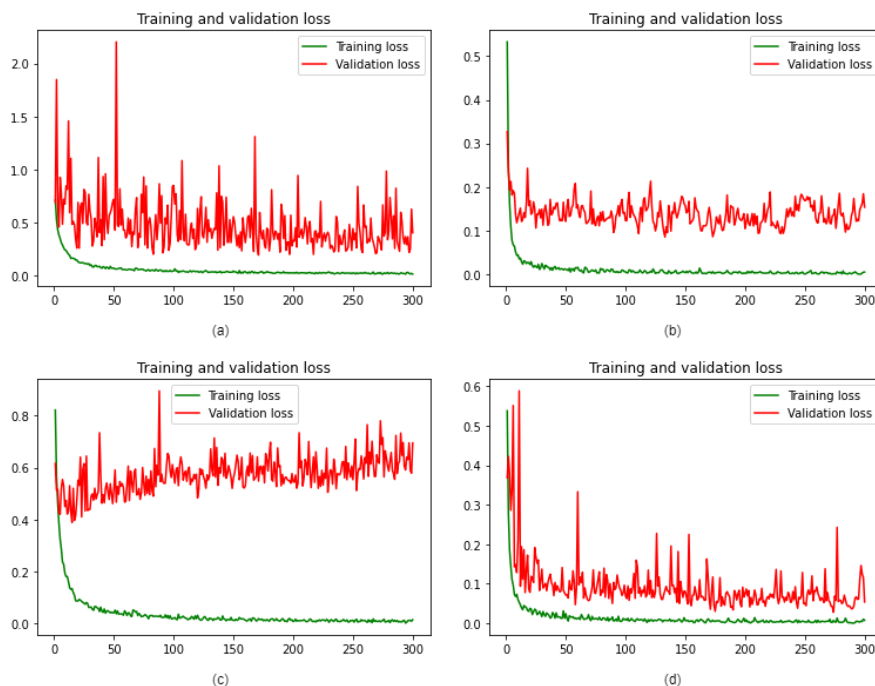 Training and validation loss
Training loss
Validation loss
2.0
1.5
1.0
0.5
0.0
0 50 100 150 200 250 300
(a)
Training and validation loss
Training loss
Validation loss
0.5
0.4
0.3
0.2
0.1
0.0
0 50 100 150 200 250 300
(b)
Training and validation loss
Training loss
Validation loss
0.8
0.6
0.4
0.2
0.0
0 50 100 150 200 250 300
(c)
Training and validation loss
Training loss
Validation loss
0.6
0.5
0.4
0.3
0.2
0.1
0.0
0 50 100 150 200 250 300
(d)